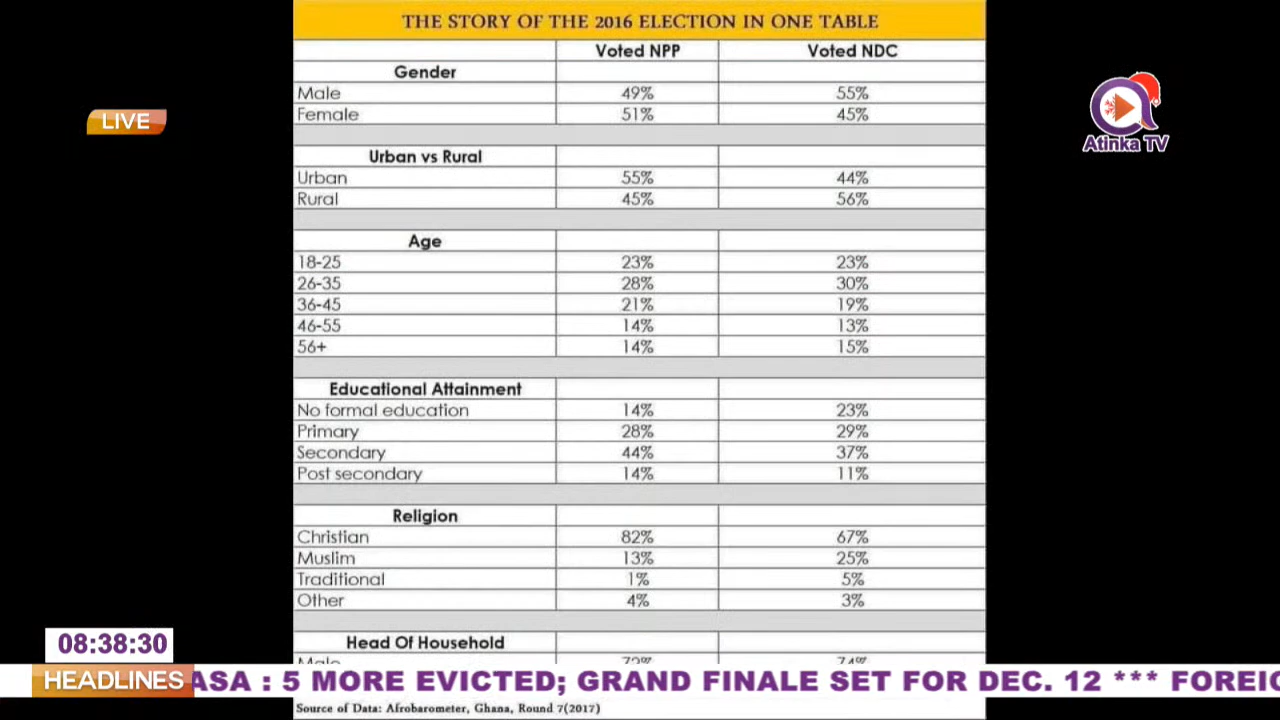 THE STORY OF THE 2016 ELECTION IN ONE TABLE
Voted NPP Voted NDC
Gender
Male 49% 55%
Female 51% 45%
Urban vs Rural
Urban 55% 44%
Rural 45% 56%
Age
18-25 23% 23%
26-35 28% 30%
36-45 21% 19%
46-55 14% 13%
56+ 14% 15%
Educational Attainment
No formal education 14% 23%
Primary 28% 29%
Secondary 44% 37%
Post secondary 14% 11%
Religion
Christian 82% 67%
Muslim 13% 25%
Traditional 1% 5%
Other 4% 3%
Head Of Household
Male 72% 74%
Source of Data: Afrobarometer, Ghana, Round 7(2017)
LIVE
Atinka TV
08:38:30
HEADLINES ASA : 5 MORE EVICTED; GRAND FINALE SET FOR DEC. 12 *** FOREIG